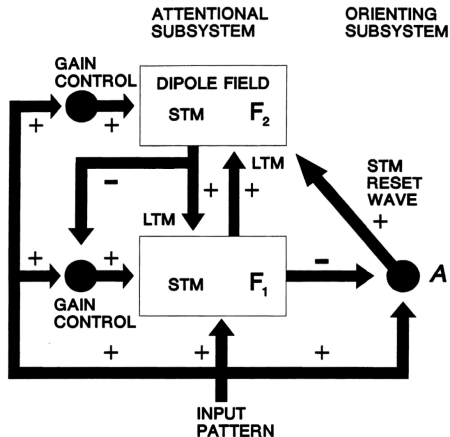 ATTENTIONAL
SUBSYSTEM
ORIENTING
SUBSYSTEM
GAIN
CONTROL
DIPOLE FIELD
STM F2
+ +
−
LTM
+ +
LTM
STM
RESET
WAVE
+
+ +
STM F1
−
A
GAIN
CONTROL
+ + +
INPUT
PATTERN